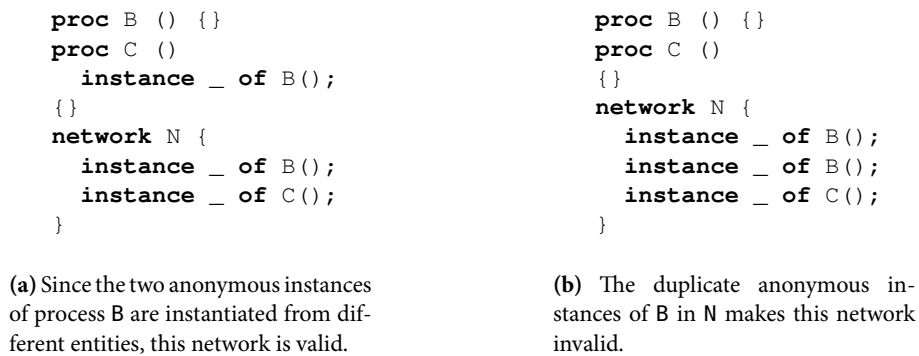 proc B () {}
proc C ()
instance _ of B();
{}
network N {
instance _ of B();
instance _ of C();
}
(a) Since the two anonymous instances
of process B are instantiated from dif-
ferent entities, this network is valid.
proc B () {}
proc C ()
{}
network N {
instance _ of B();
instance _ of B();
instance _ of C();
}
(b) The duplicate anonymous in-
stances of B in N makes this network
invalid.